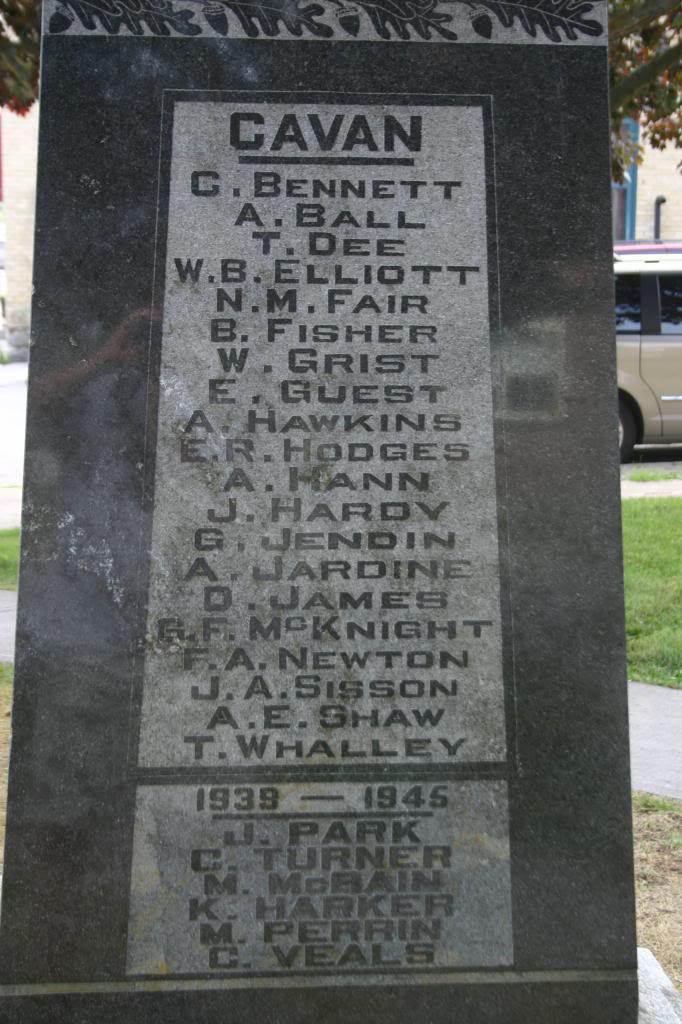 CAVAN
C. BENNETT
A. BALL
T. DEE
W.B. ELLIOTT
N.M. FAIR
B. FISHER
W. GRIST
E. GUEST
A. HAWKINS
E.R. HODGES
A. HANN
J. HARDY
G. JENDIN
A. JARDINE
D. JAMES
G.F. McKNIGHT
F.A. NEWTON
J.A. SISSON
A.E. SHAW
T. WHALLEY
1939 — 1945
J. PARK
C. TURNER
M. McBAIN
K. HARKER
M. PERRIN
C. VEALS